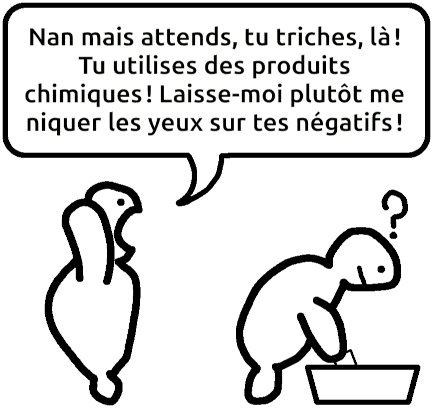 Nan mais attends, tu triches, là !
Tu utilises des produits
chimiques ! Laisse-moi plutôt me
niquer les yeux sur tes négatifs !
?